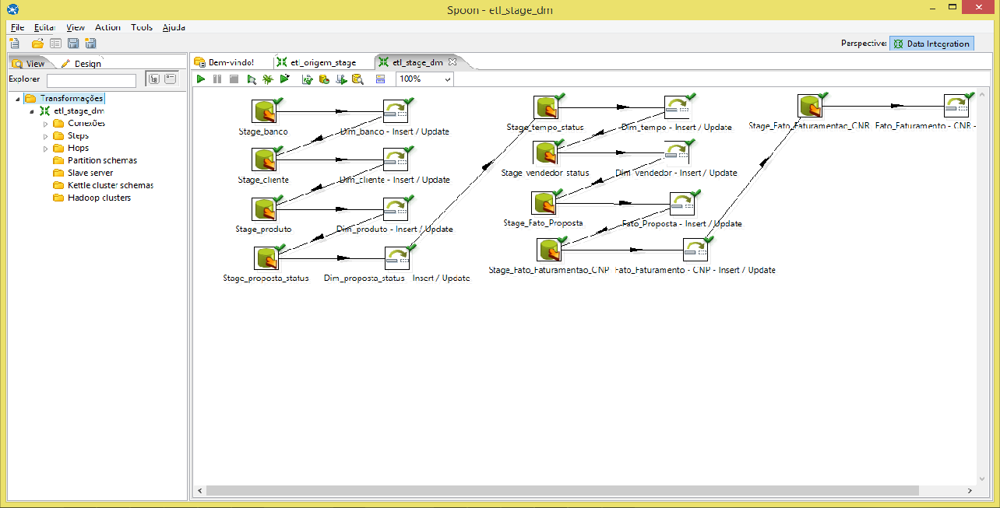 Spoon - etl_stage_dm
File Editar View Action Tools Ajuda
Perspective: Data Integration
View Design
Explorer
Transformações
etl_stage_dm
Conexões
Steps
Hops
Partition schemas
Slave server
Kettle cluster schemas
Hadoop clusters
Bem-vindo! etl_origem_stage etl_stage_dm
100%
Stage_banco Dim_banco - Insert / Update
Stage_cliente Dim_cliente - Insert / Update
Stage_produto Dim_produto - Insert / Update
Stage_proposta_status Dim_proposta_status Insert / Update
Stage_tempo_status Dim_tempo - Insert / Update
Stage_vendedor_status Dim_vendedor - Insert / Update
Stage_Fato_Proposta Fato_Proposta - Insert / Update
Stage_Fato_Faturamentao_CNP Fato_Faturamento - CNP - Insert / Update
Stage_Fato_Faturamentao_CNR Fato_Faturamento - CNR -